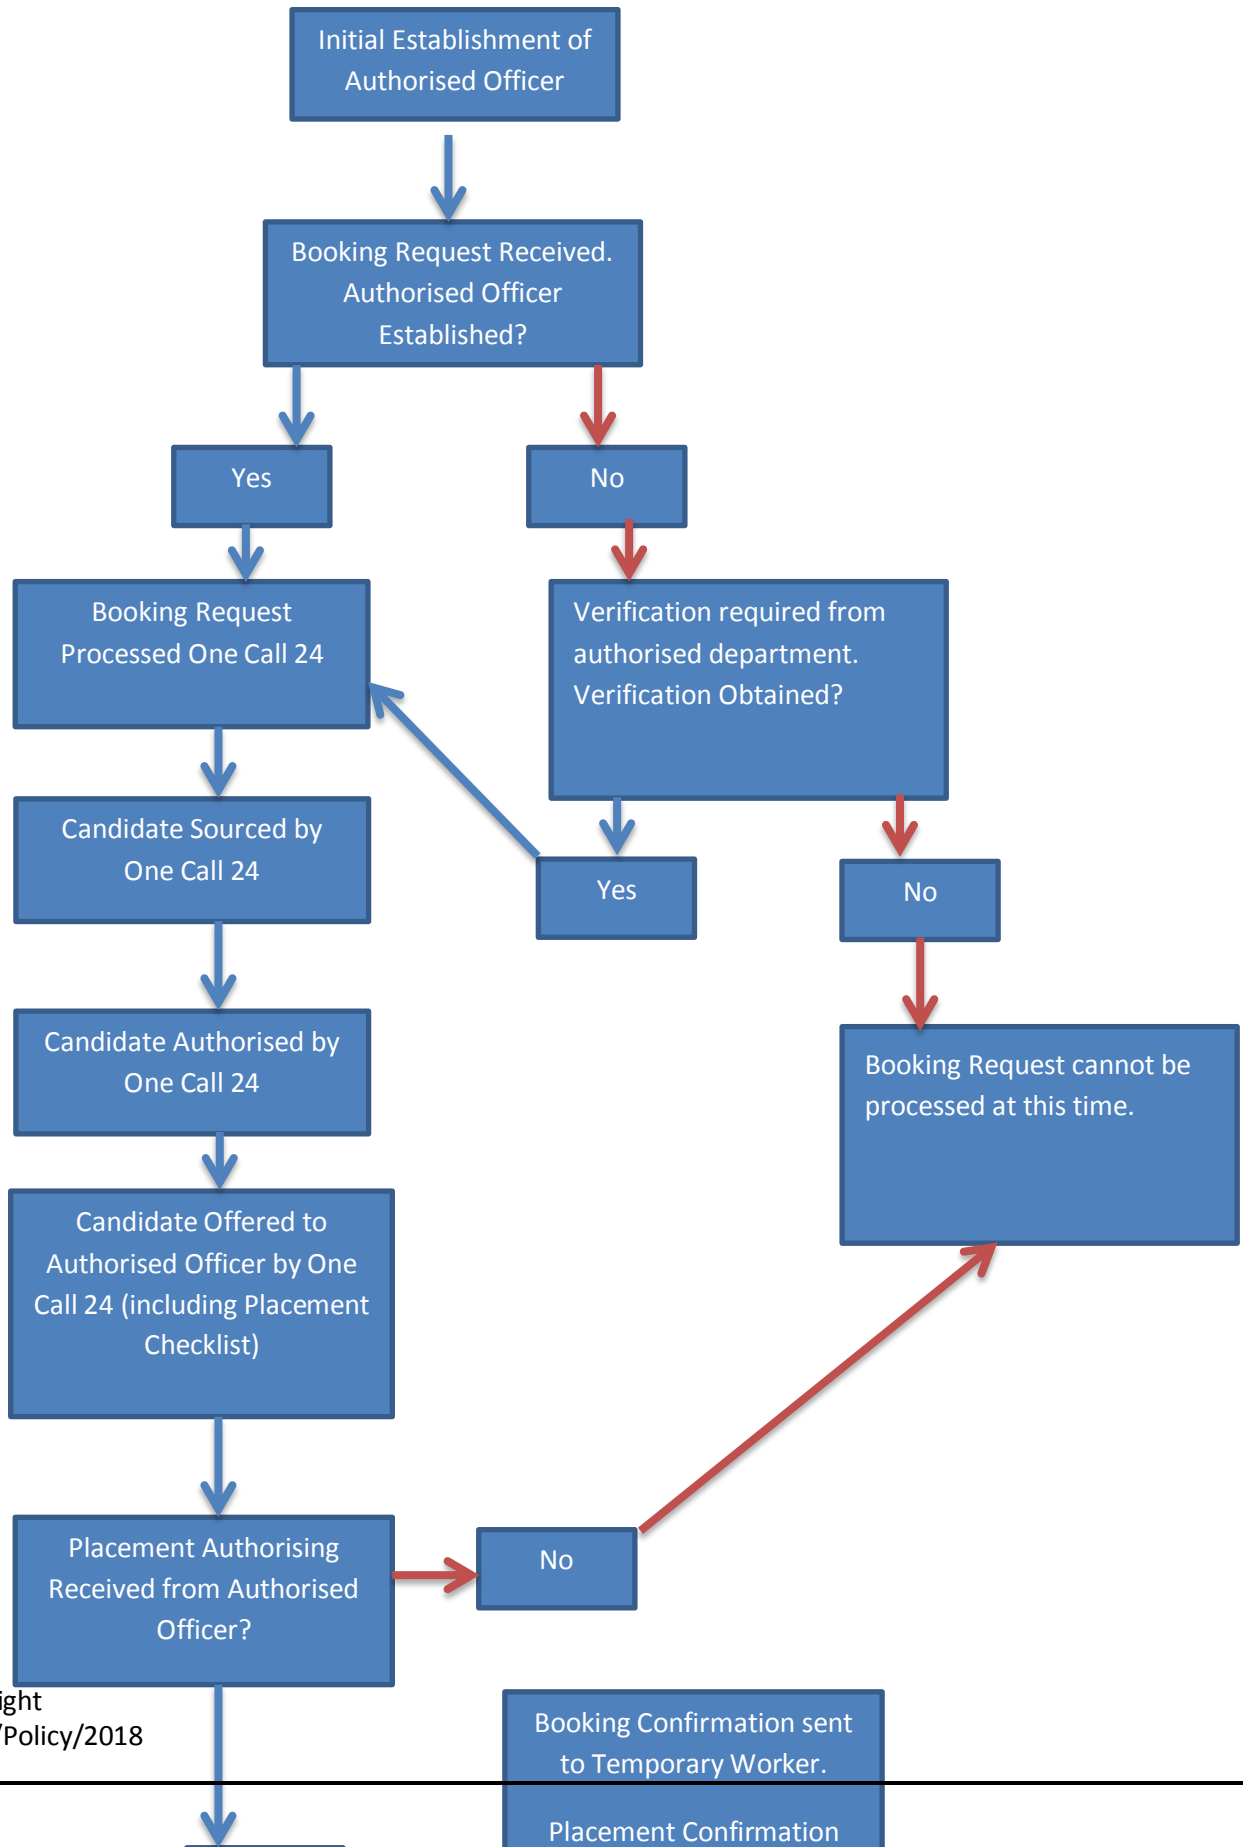 Initial Establishment of
Authorised Officer
Booking Request Received.
Authorised Officer
Established?
Yes
No
Booking Request
Processed One Call 24
Verification required from
authorised department.
Verification Obtained?
Candidate Sourced by
One Call 24
Yes
No
Candidate Authorised by
One Call 24
Booking Request cannot be
processed at this time.
Candidate Offered to
Authorised Officer by One
Call 24 (including Placement
Checklist)
Placement Authorising
Received from Authorised
Officer?
No
ight
/Policy/2018
Booking Confirmation sent
to Temporary Worker.
Placement Confirmation